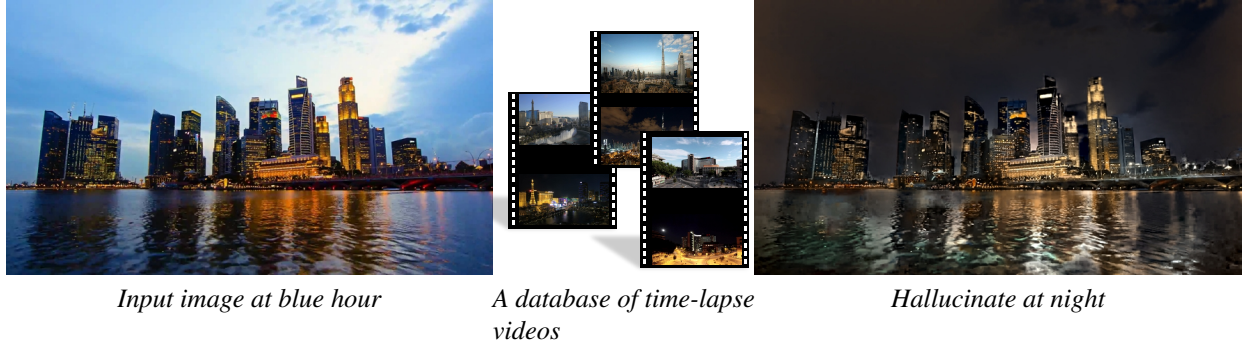 Input image at blue hour
A database of time-lapse
videos
Hallucinate at night